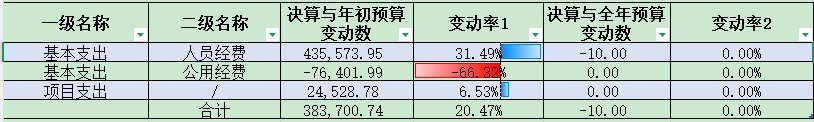 一级名称 二级名称 决算与年初预算变动数 变动率1 决算与全年预算变动数 变动率2
基本支出 人员经费 435,573.95 31.49% -10.00 0.00%
基本支出 公用经费 -76,401.99 -66.32% 0.00 0.00%
项目支出 / 24,528.78 6.53% 0.00 0.00%
合计 383,700.74 20.47% -10.00 0.00%